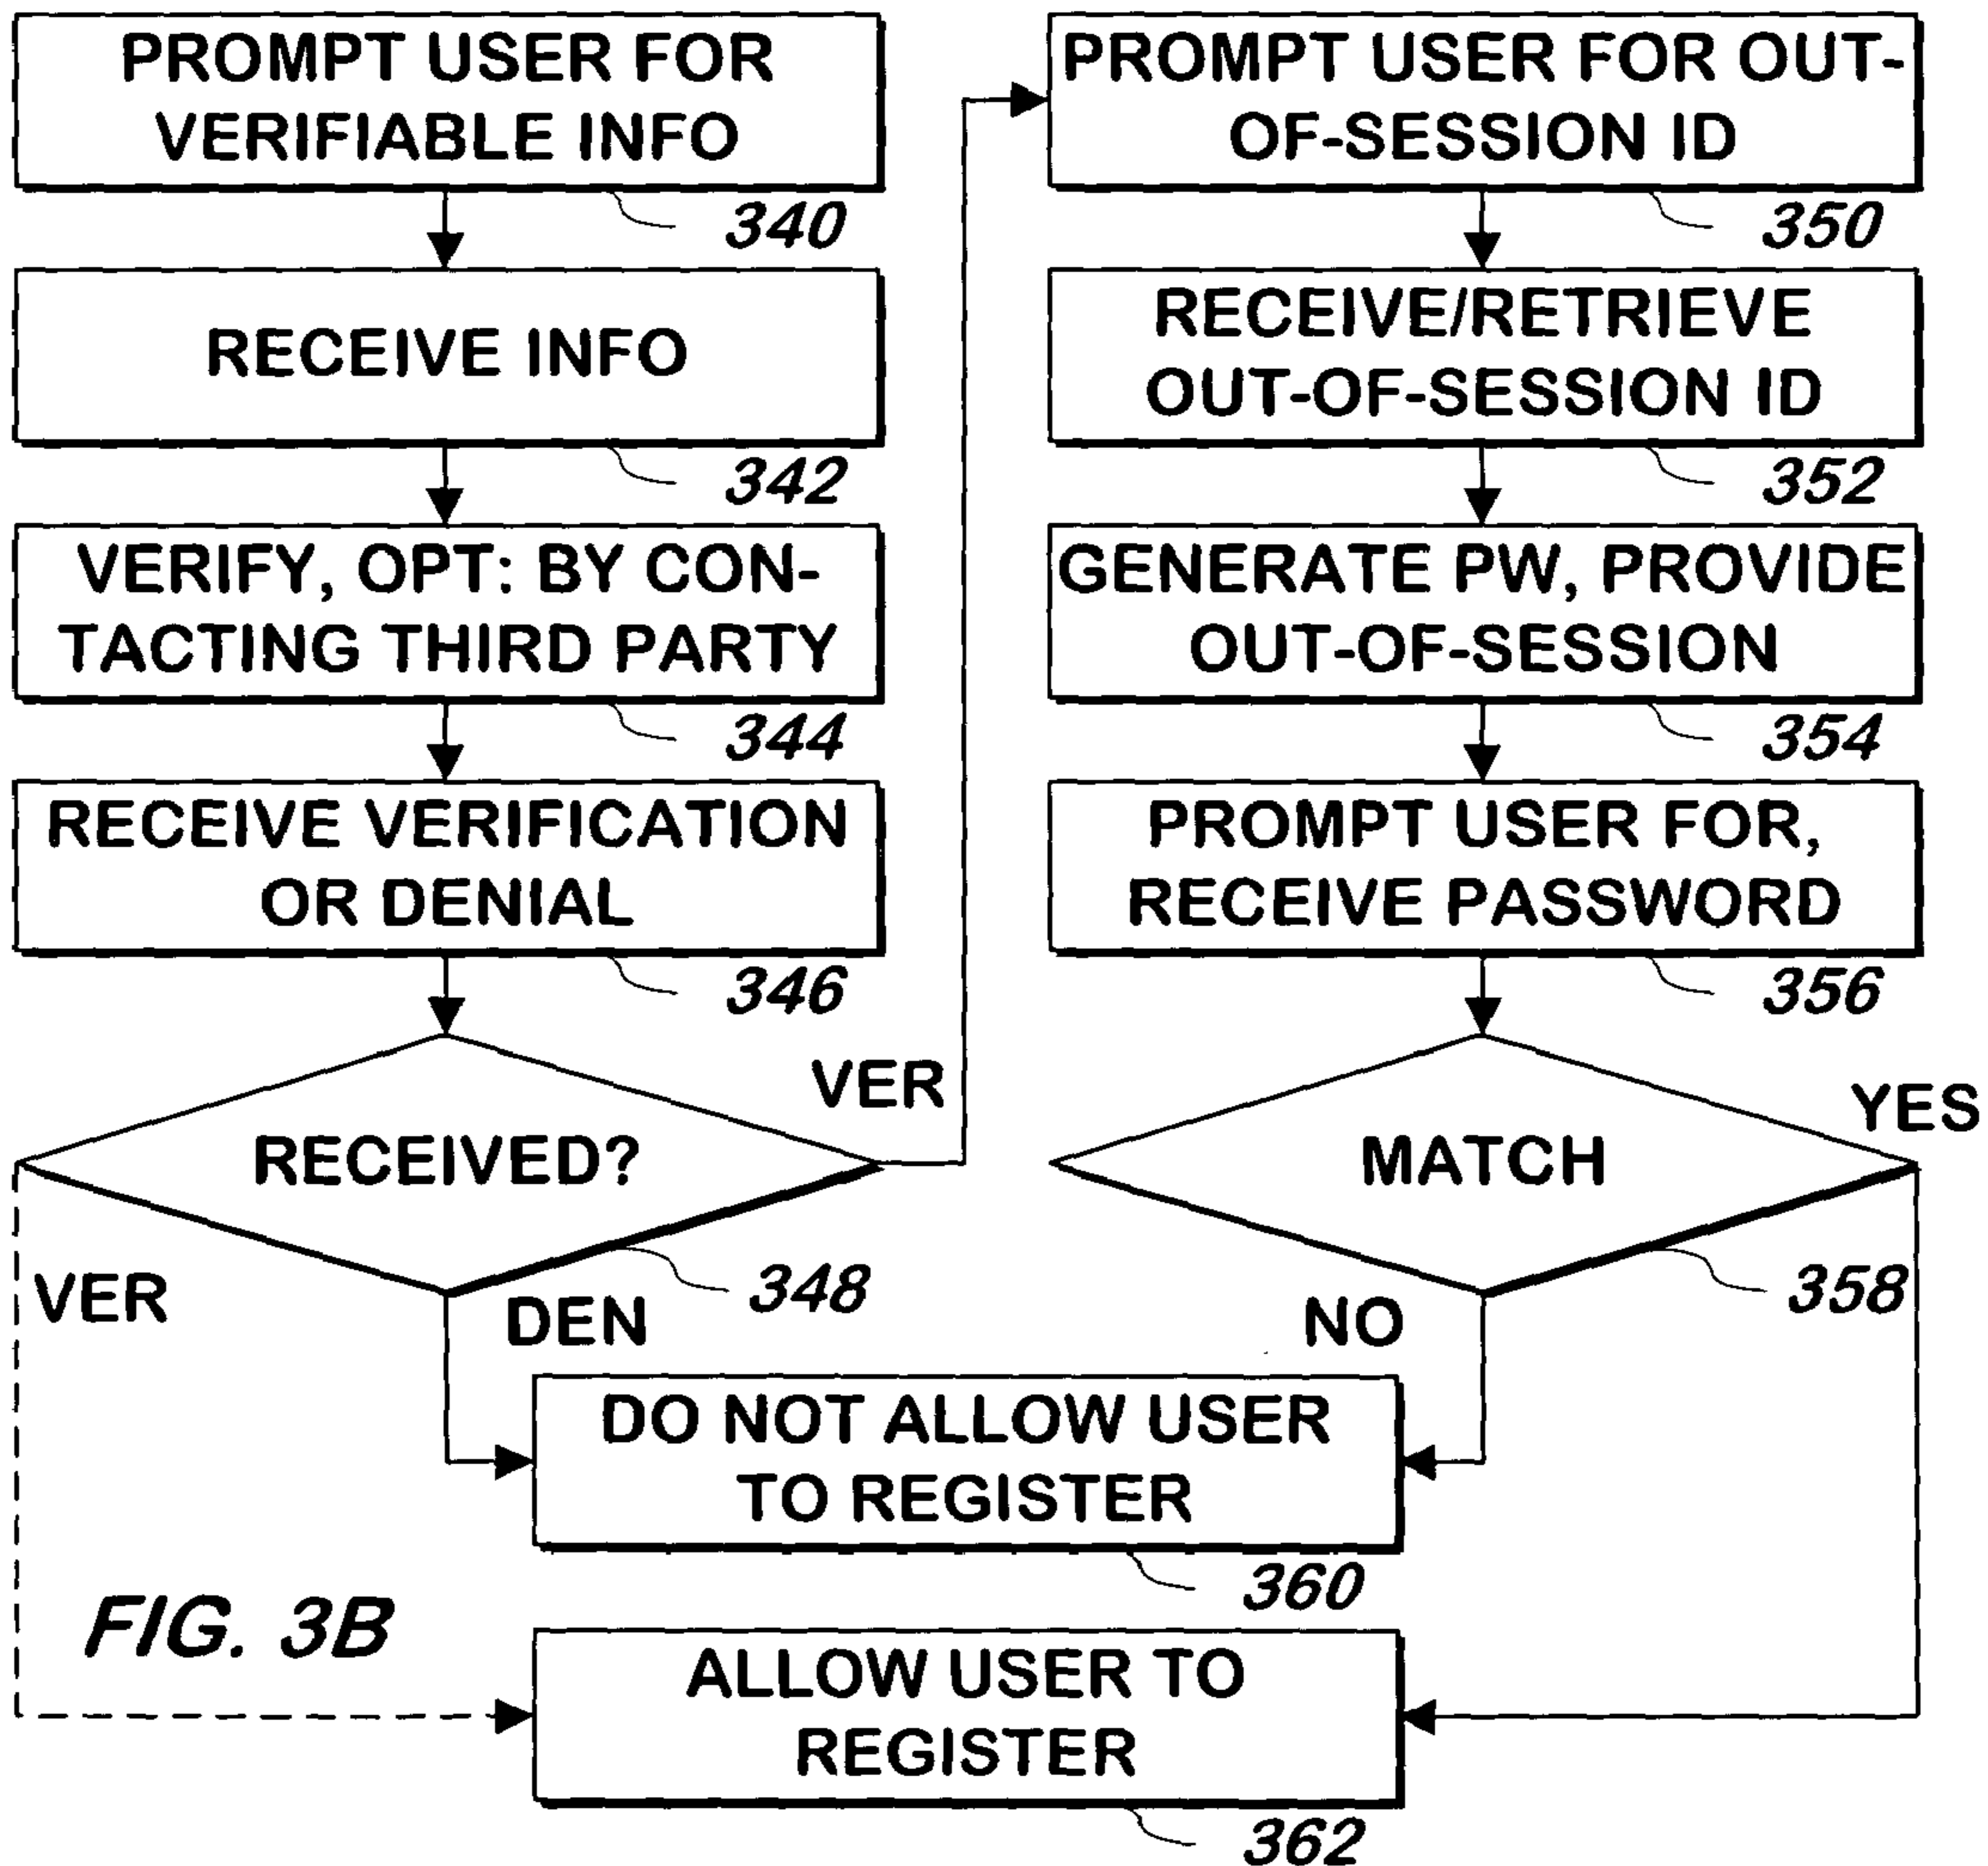 PROMPT USER FOR
VERIFIABLE INFO
340
RECEIVE INFO
342
VERIFY, OPT: BY CON-
TACTING THIRD PARTY
344
RECEIVE VERIFICATION
OR DENIAL
346
RECEIVED?
VER
VER
DEN
348
PROMPT USER FOR OUT-
OF-SESSION ID
350
RECEIVE/RETRIEVE
OUT-OF-SESSION ID
352
GENERATE PW, PROVIDE
OUT-OF-SESSION
354
PROMPT USER FOR,
RECEIVE PASSWORD
356
MATCH
YES
NO
358
DO NOT ALLOW USER
TO REGISTER
360
ALLOW USER TO
REGISTER
362
FIG. 3B